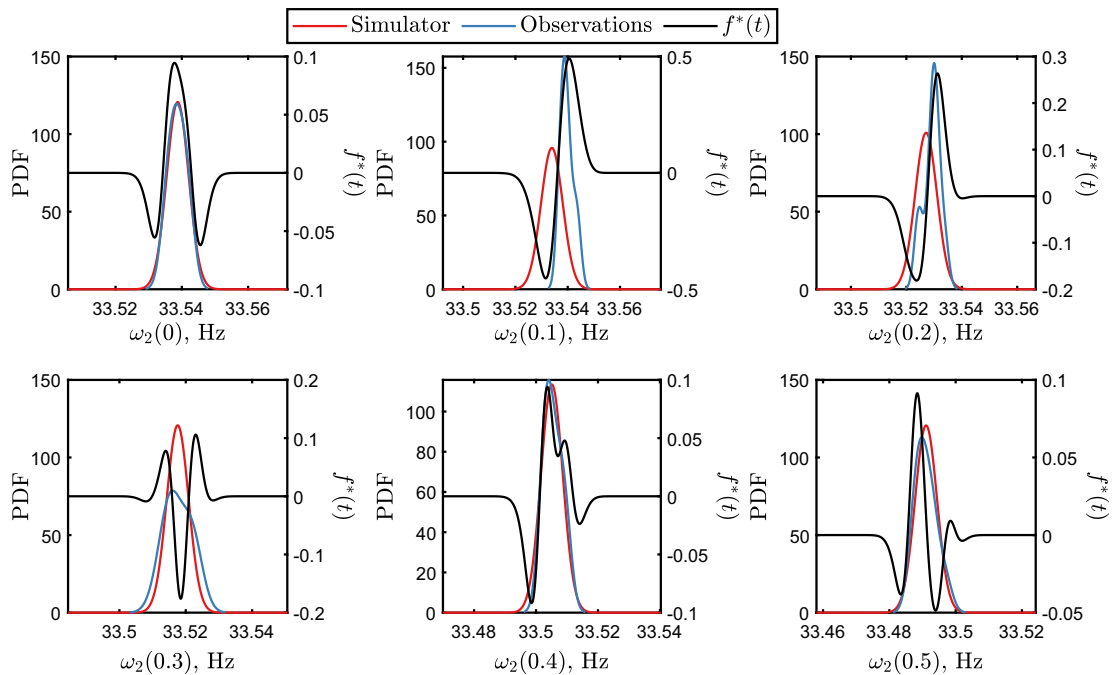 Simulator Observations f*(t)
150 0.1 0.5 150 0.3
150 0.2
100 0.05 100 100 0.1
PDF 0 f*(t) PDF 0 f*(t) PDF 0 f*(t)
50 -0.05 50 50 -0.1
0 -0.1 0 -0.5 0 -0.2
33.52 33.54 33.56 33.5 33.52 33.54 33.56 33.5 33.52 33.54 33.56
ω₂(0), Hz ω₂(0.1), Hz ω₂(0.2), Hz
150 0.2 0.1 150 0.1
100 0.1 100 0.05
80 0.05
PDF 0 f*(t) PDF 60 0 f*(t) PDF f*(t)
50 40 50 0
-0.1 20 -0.05
0 -0.2 0 -0.1 0 -0.05
33.5 33.52 33.54 33.48 33.5 33.52 33.54 33.46 33.48 33.5 33.52
ω₂(0.3), Hz ω₂(0.4), Hz ω₂(0.5), Hz